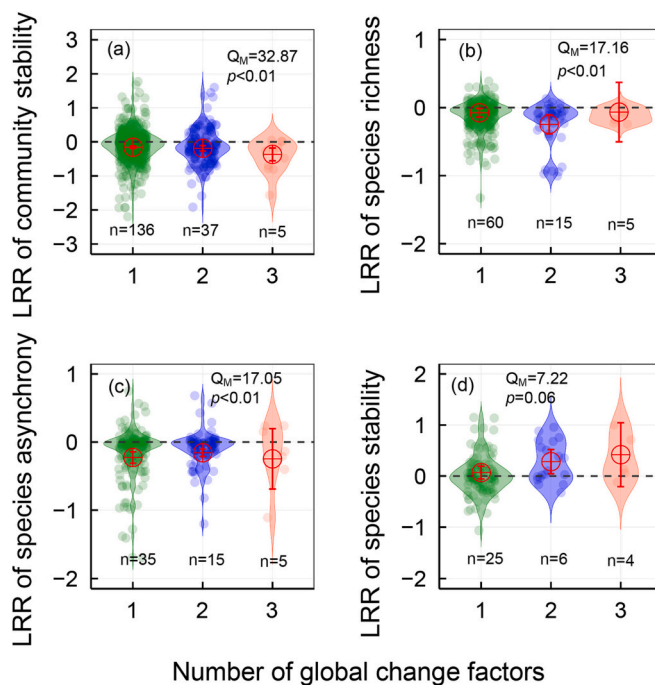 LRR of community stability
3
2
1
0
−1
−2
−3
(a)
Q_M=32.87
p<0.01
n=136
n=37
n=5
1
2
3
LRR of species richness
1
0
−1
−2
(b)
Q_M=17.16
p<0.01
n=60
n=15
n=5
1
2
3
LRR of species asynchrony
1
0
−1
−2
(c)
Q_M=17.05
p<0.01
n=35
n=15
n=5
1
2
3
LRR of species stability
2
1
0
−1
−2
(d)
Q_M=7.22
p=0.06
n=25
n=6
n=4
1
2
3
Number of global change factors